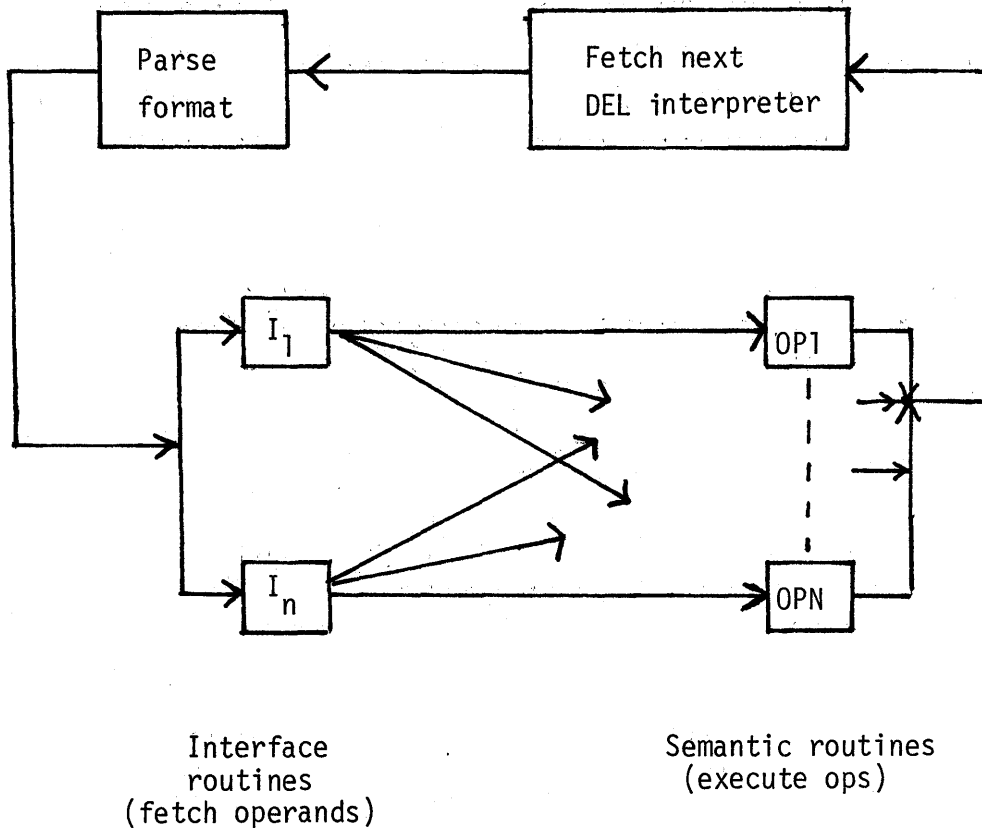 Parse
format
Fetch next
DEL interpreter
I1
OP1
In
OPN
Interface
routines
(fetch operands)
Semantic routines
(execute ops)